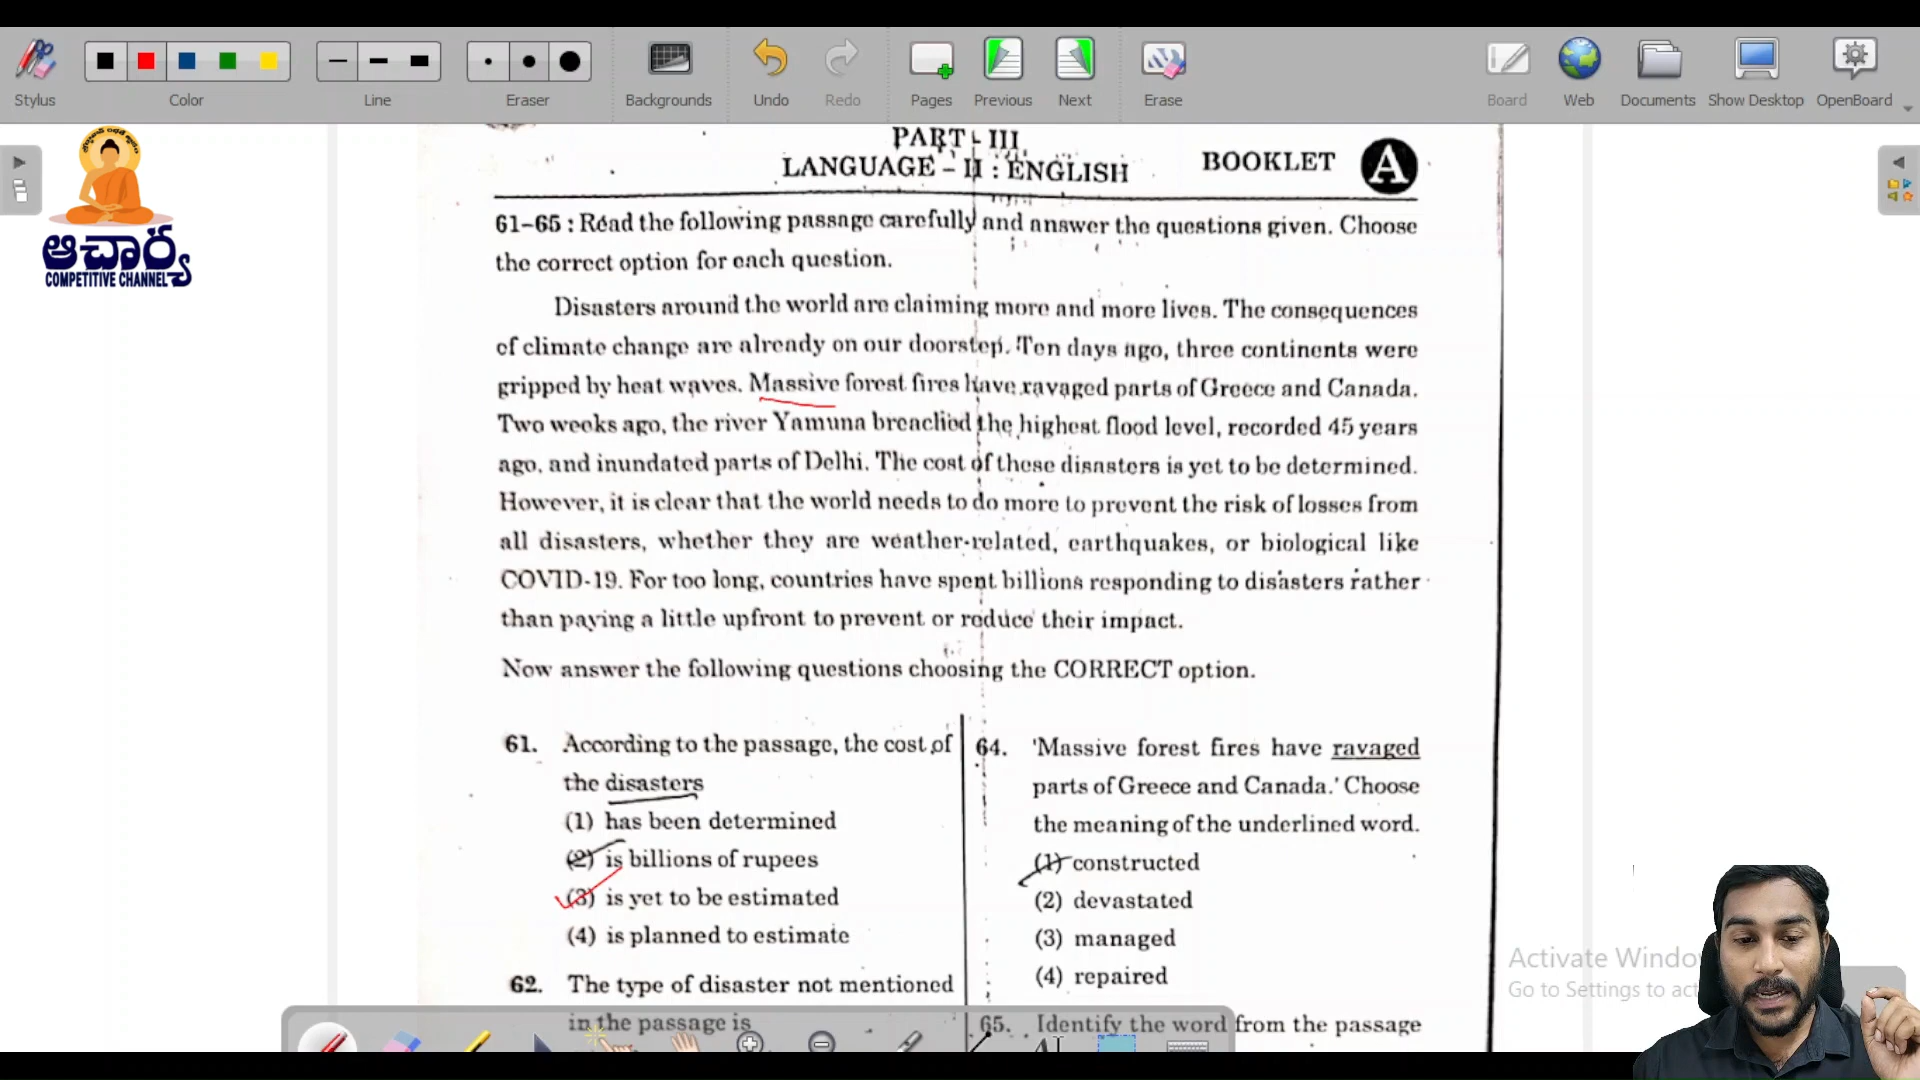 Stylus
Color
Line
Eraser
Backgrounds
Undo
Redo
Pages
Previous
Next
Erase
Board
Web
Documents
Show Desktop
OpenBoard
ఆచార్య
COMPETITIVE CHANNEL
PART - III
LANGUAGE - II : ENGLISH
BOOKLET A
61-65 : Read the following passage carefully and answer the questions given. Choose
the correct option for each question.
Disasters around the world are claiming more and more lives. The consequences
of climate change are already on our doorstep. Ten days ago, three continents were
gripped by heat waves. Massive forest fires have ravaged parts of Greece and Canada.
Two weeks ago, the river Yamuna breached the highest flood level, recorded 45 years
ago, and inundated parts of Delhi. The cost of these disasters is yet to be determined.
However, it is clear that the world needs to do more to prevent the risk of losses from
all disasters, whether they are weather-related, earthquakes, or biological like
COVID-19. For too long, countries have spent billions responding to disasters rather
than paying a little upfront to prevent or reduce their impact.
Now answer the following questions choosing the CORRECT option.
61. According to the passage, the cost of
the disasters
(1) has been determined
(2) is billions of rupees
(3) is yet to be estimated
(4) is planned to estimate
62. The type of disaster not mentioned
in the passage is
64. 'Massive forest fires have ravaged
parts of Greece and Canada.' Choose
the meaning of the underlined word.
(1) constructed
(2) devastated
(3) managed
(4) repaired
65. Identify the word from the passage
Activate Windo
Go to Settings to act